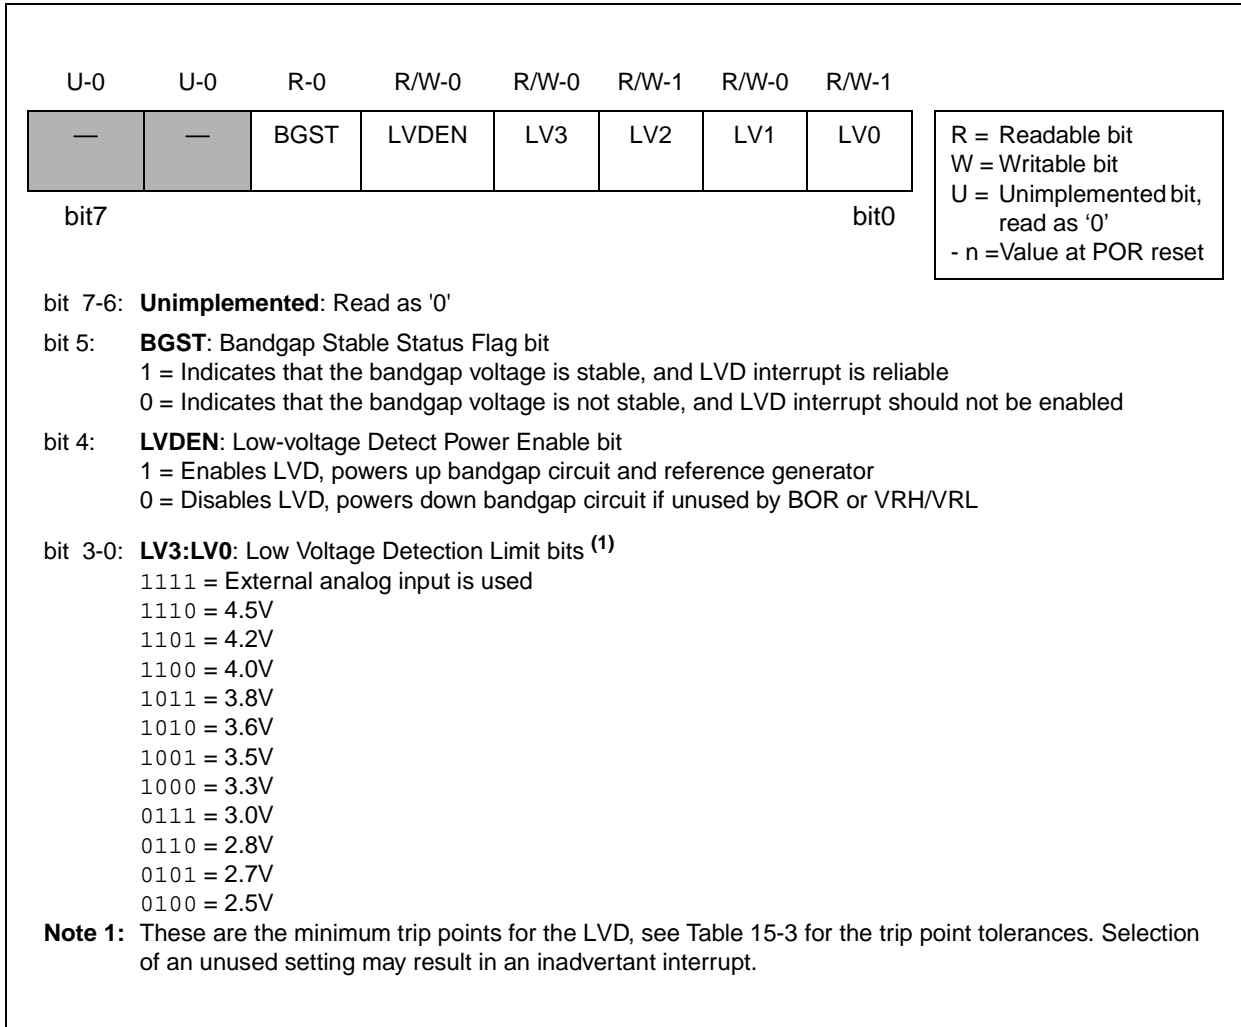 U-0 U-0 R-0 R/W-0 R/W-0 R/W-1 R/W-0 R/W-1
— — BGST LVDEN LV3 LV2 LV1 LV0
bit7 bit0
R = Readable bit
W = Writable bit
U = Unimplemented bit,
read as ‘0’
- n =Value at POR reset
bit 7-6: Unimplemented: Read as '0'
bit 5: BGST: Bandgap Stable Status Flag bit
1 = Indicates that the bandgap voltage is stable, and LVD interrupt is reliable
0 = Indicates that the bandgap voltage is not stable, and LVD interrupt should not be enabled
bit 4: LVDEN: Low-voltage Detect Power Enable bit
1 = Enables LVD, powers up bandgap circuit and reference generator
0 = Disables LVD, powers down bandgap circuit if unused by BOR or VRH/VRL
bit 3-0: LV3:LV0: Low Voltage Detection Limit bits (1)
1111 = External analog input is used
1110 = 4.5V
1101 = 4.2V
1100 = 4.0V
1011 = 3.8V
1010 = 3.6V
1001 = 3.5V
1000 = 3.3V
0111 = 3.0V
0110 = 2.8V
0101 = 2.7V
0100 = 2.5V
Note 1: These are the minimum trip points for the LVD, see Table 15-3 for the trip point tolerances. Selection
of an unused setting may result in an inadvertant interrupt.